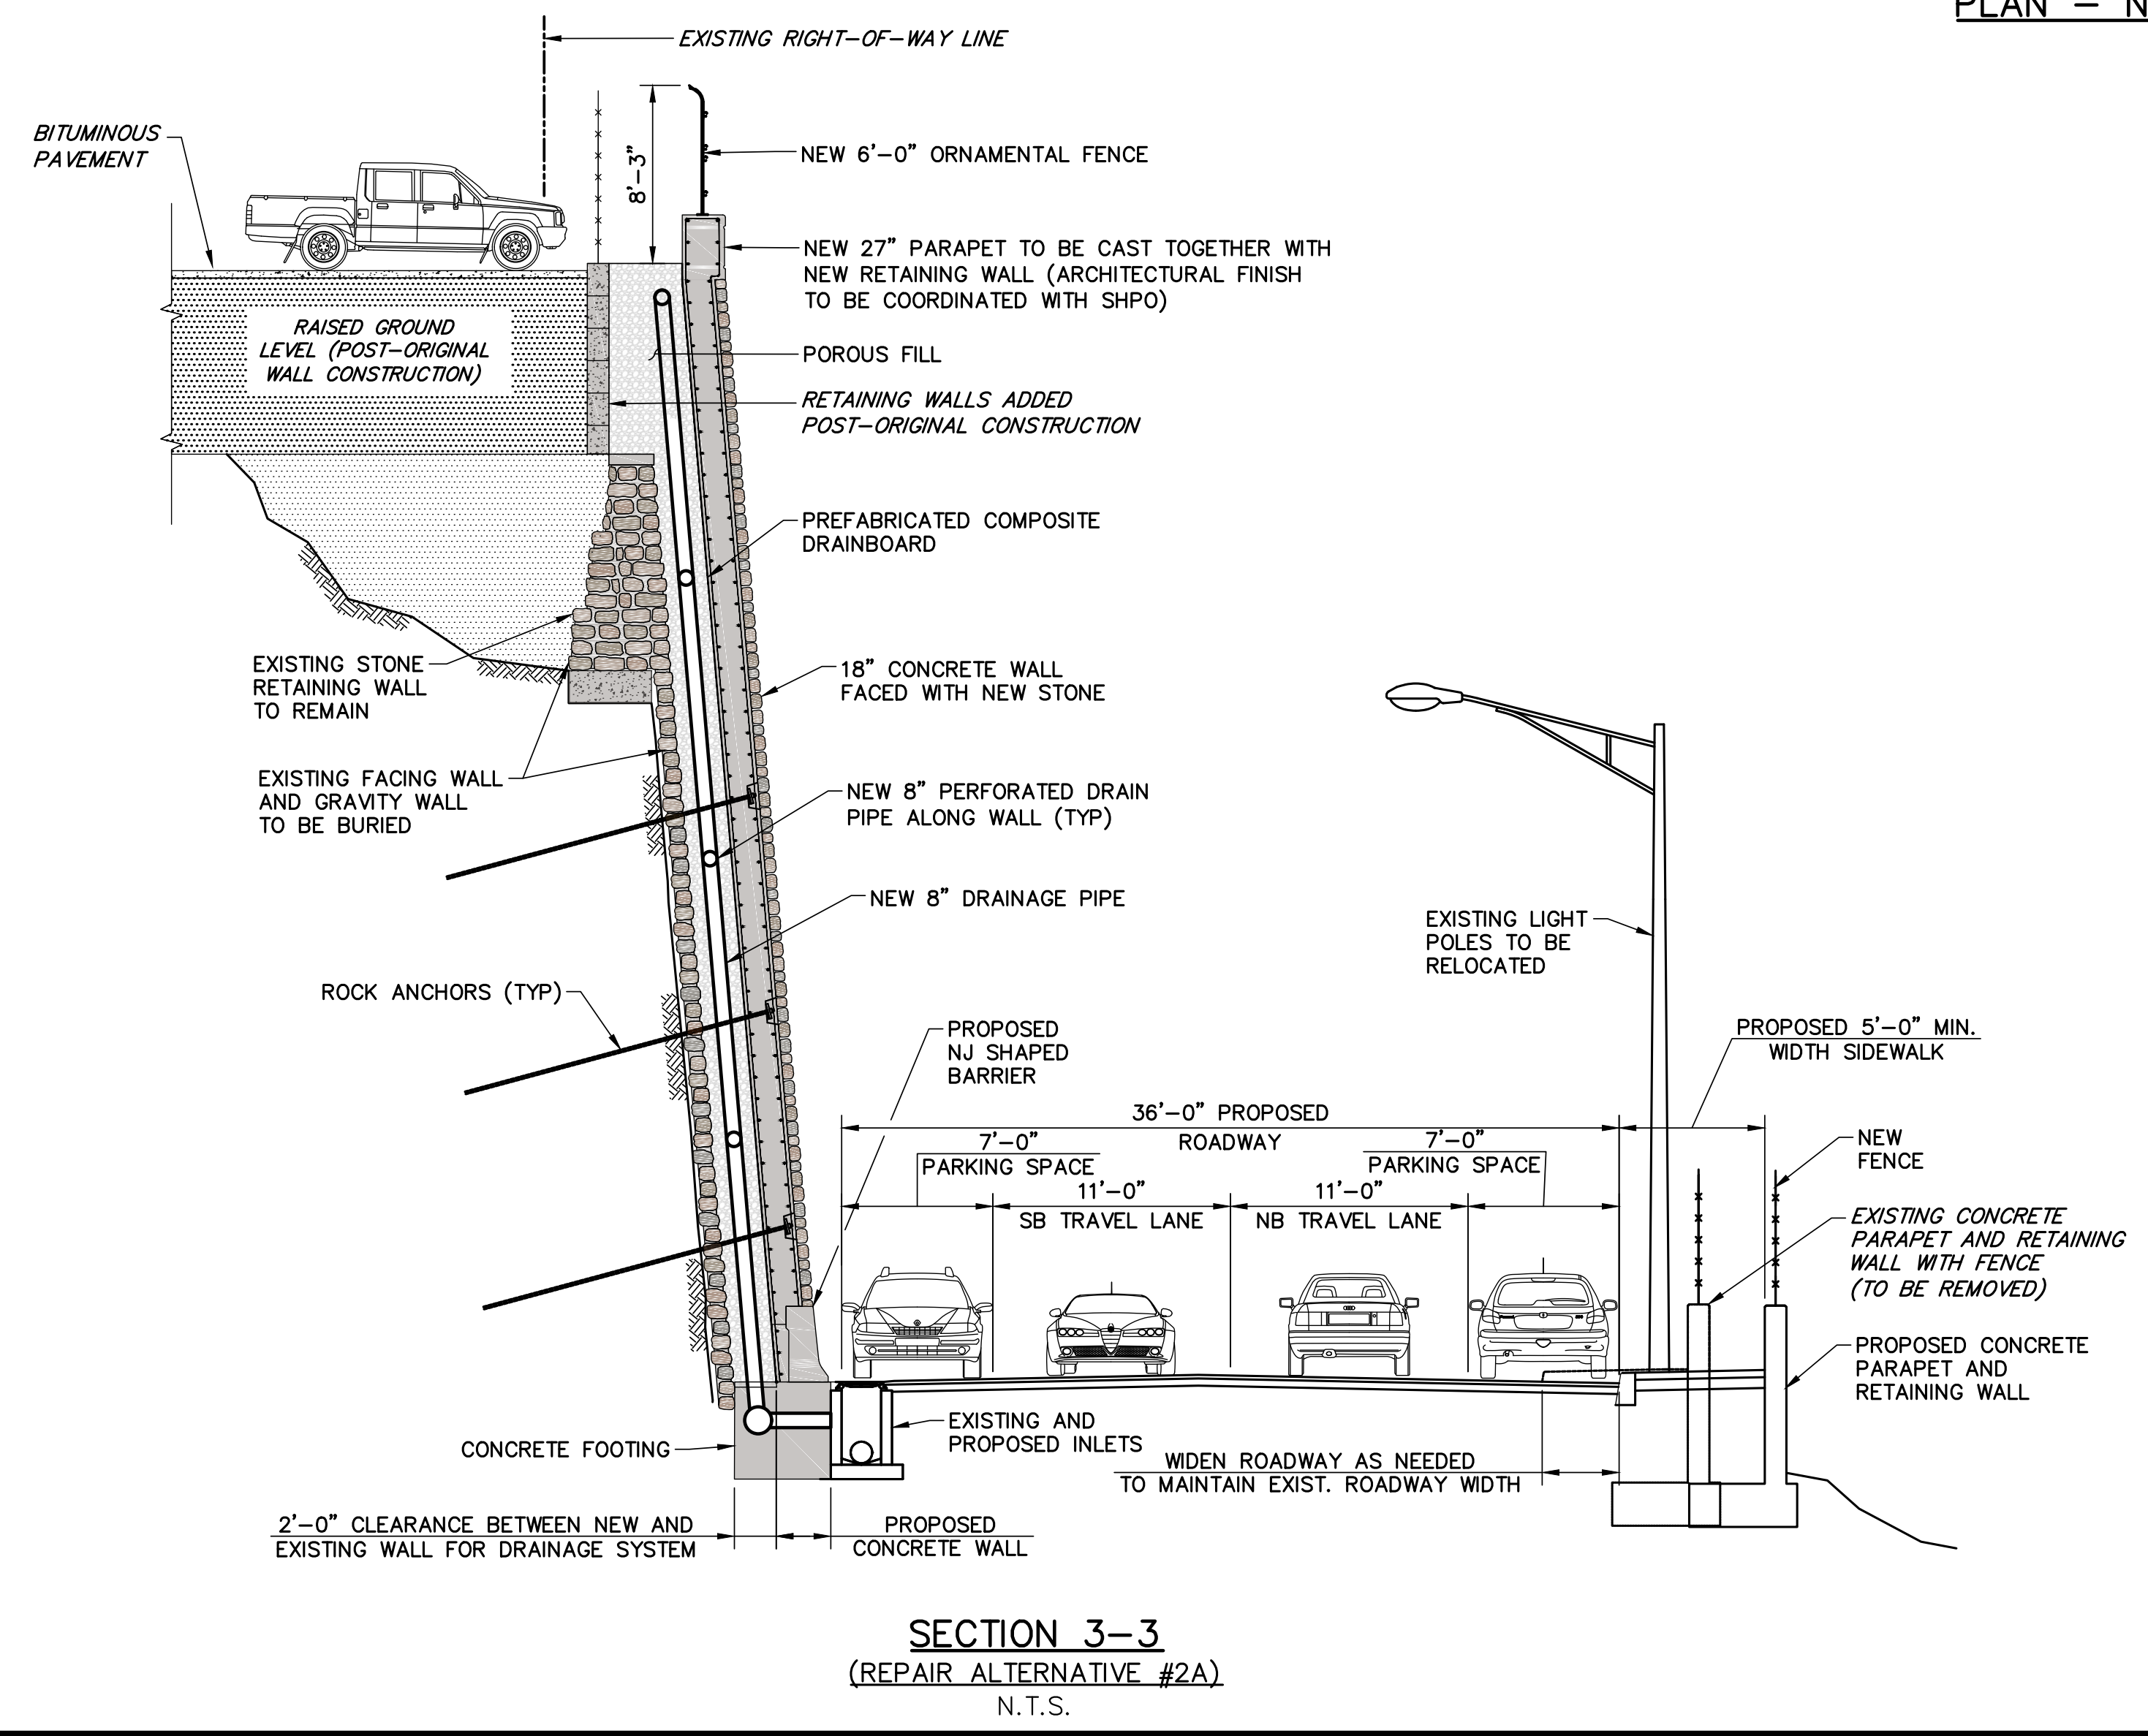 PLAN – N
EXISTING RIGHT–OF–WAY LINE
BITUMINOUS
PAVEMENT
8'–3"
NEW 6'–0" ORNAMENTAL FENCE
NEW 27" PARAPET TO BE CAST TOGETHER WITH
NEW RETAINING WALL (ARCHITECTURAL FINISH
TO BE COORDINATED WITH SHPO)
RAISED GROUND
LEVEL (POST–ORIGINAL
WALL CONSTRUCTION)
POROUS FILL
RETAINING WALLS ADDED
POST–ORIGINAL CONSTRUCTION
PREFABRICATED COMPOSITE
DRAINBOARD
EXISTING STONE
RETAINING WALL
TO REMAIN
18" CONCRETE WALL
FACED WITH NEW STONE
EXISTING FACING WALL
AND GRAVITY WALL
TO BE BURIED
NEW 8" PERFORATED DRAIN
PIPE ALONG WALL (TYP)
NEW 8" DRAINAGE PIPE
EXISTING LIGHT
POLES TO BE
RELOCATED
ROCK ANCHORS (TYP)
PROPOSED
NJ SHAPED
BARRIER
PROPOSED 5'–0" MIN.
WIDTH SIDEWALK
36'–0" PROPOSED
ROADWAY
7'–0"
PARKING SPACE
7'–0"
PARKING SPACE
11'–0"
SB TRAVEL LANE
11'–0"
NB TRAVEL LANE
NEW
FENCE
EXISTING CONCRETE
PARAPET AND RETAINING
WALL WITH FENCE
(TO BE REMOVED)
PROPOSED CONCRETE
PARAPET AND
RETAINING WALL
EXISTING AND
PROPOSED INLETS
CONCRETE FOOTING
WIDEN ROADWAY AS NEEDED
TO MAINTAIN EXIST. ROADWAY WIDTH
2'–0" CLEARANCE BETWEEN NEW AND
EXISTING WALL FOR DRAINAGE SYSTEM
PROPOSED
CONCRETE WALL
SECTION 3–3
(REPAIR ALTERNATIVE #2A)
N.T.S.